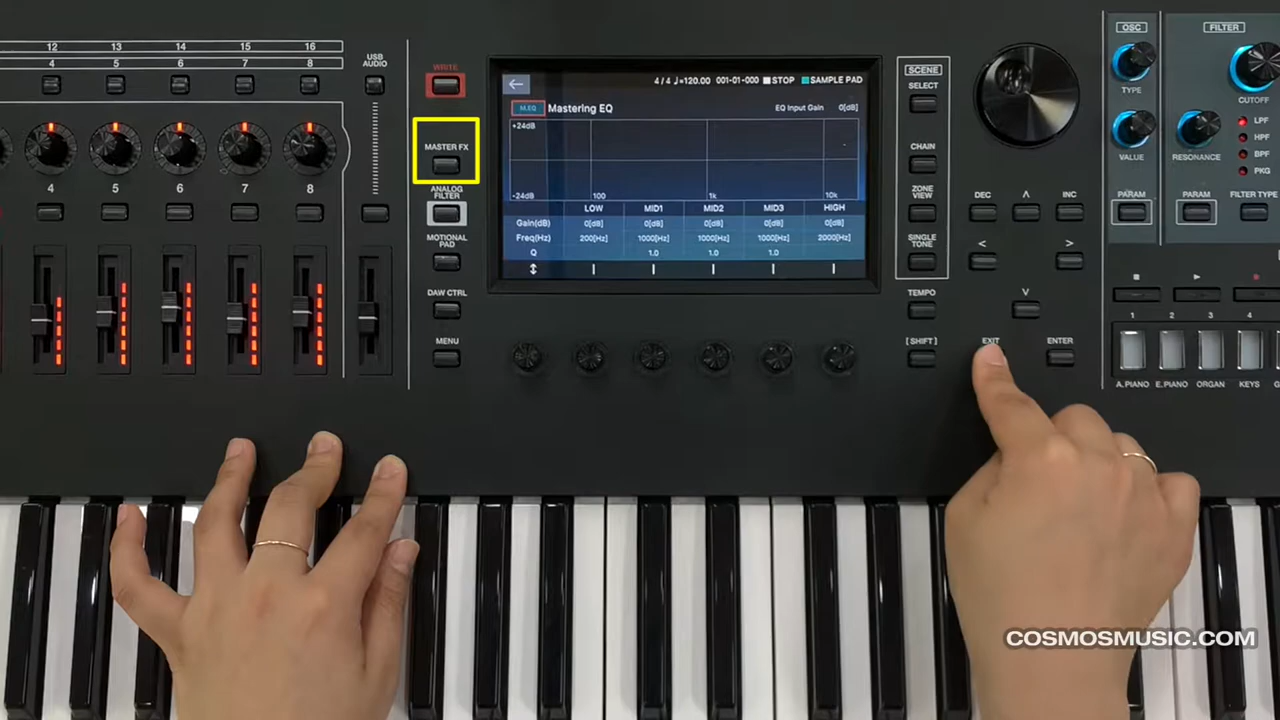 12 13 14 15 16
4 5 6 7 8
USB
AUDIO
4 5 6 7 8
WRITE
MASTER FX
ANALOG
FILTER
MOTIONAL
PAD
DAW CTRL
MENU
4/4 ♩=120.00 001-01-000 STOP SAMPLE PAD
M.EQ Mastering EQ EQ Input Gain 0[dB]
+24dB
-24dB 100 1k 10k
LOW MID1 MID2 MID3 HIGH
Gain(dB) 0[dB] 0[dB] 0[dB] 0[dB] 0[dB]
Freq(Hz) 200[Hz] 1000[Hz] 1000[Hz] 1000[Hz] 2000[Hz]
Q 1.0 1.0 1.0
SCENE
SELECT
CHAIN
ZONE
VIEW
SINGLE
TONE
TEMPO
[SHIFT]
DEC INC
EXIT
ENTER
OSC
TYPE
VALUE
PARAM
FILTER
CUTOFF
RESONANCE
LPF
HPF
BPF
PKG
PARAM
FILTER TYPE
1 2 3 4
A.PIANO E.PIANO ORGAN KEYS
COSMOSMUSIC.COM